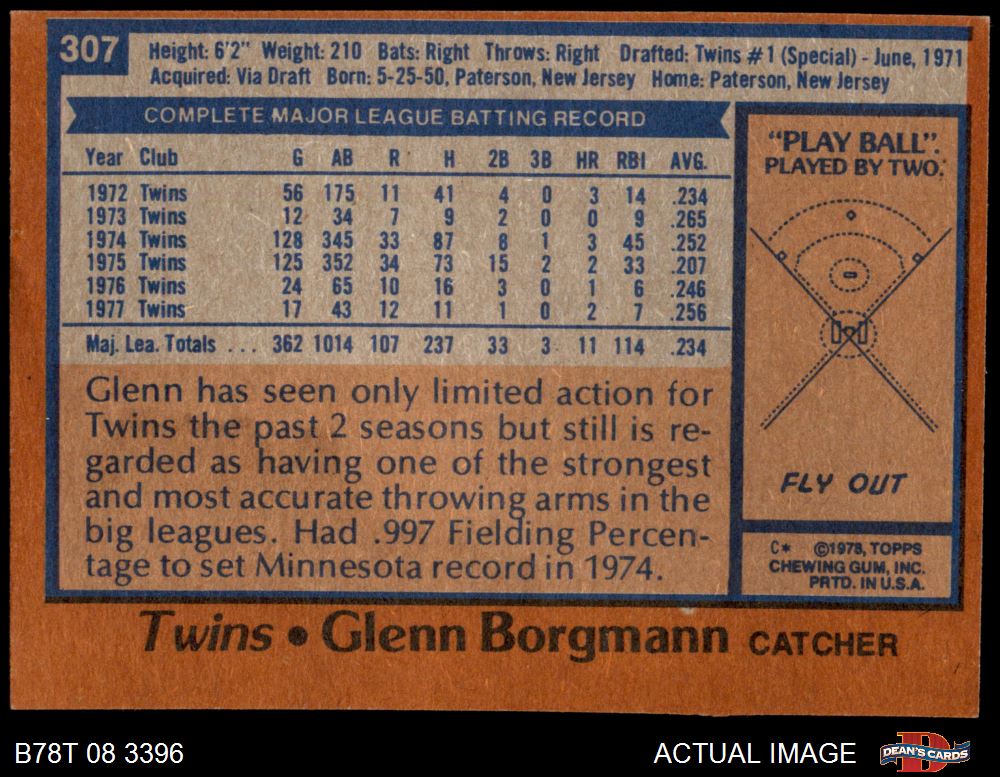 307
Height: 6'2" Weight: 210 Bats: Right Throws: Right Drafted: Twins #1 (Special) - June, 1971
Acquired: Via Draft Born: 5-25-50, Paterson, New Jersey Home: Paterson, New Jersey
COMPLETE MAJOR LEAGUE BATTING RECORD
Year Club G AB R H 2B 3B HR RBI AVG.
1972 Twins 56 175 11 41 4 0 3 14 .234
1973 Twins 12 34 7 9 2 0 0 9 .265
1974 Twins 128 345 33 87 8 1 3 45 .252
1975 Twins 125 352 34 73 15 2 2 33 .207
1976 Twins 24 65 10 16 3 0 1 6 .246
1977 Twins 17 43 12 11 1 0 2 7 .256
Maj. Lea. Totals ... 362 1014 107 237 33 3 11 114 .234
Glenn has seen only limited action for
Twins the past 2 seasons but still is re-
garded as having one of the strongest
and most accurate throwing arms in the
big leagues. Had .997 Fielding Percen-
tage to set Minnesota record in 1974.
"PLAY BALL".
PLAYED BY TWO.
FLY OUT
C* ©1978, TOPPS
CHEWING GUM, INC.
PRTD. IN U.S.A.
Twins • Glenn Borgmann CATCHER
B78T 08 3396
ACTUAL IMAGE
DEAN'S CARDS